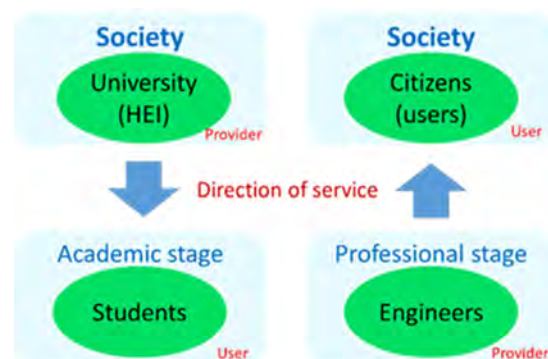 Society
University
(HEI)
Provider
Society
Citizens
(users)
User
Direction of service
Academic stage
Students
User
Professional stage
Engineers
Provider